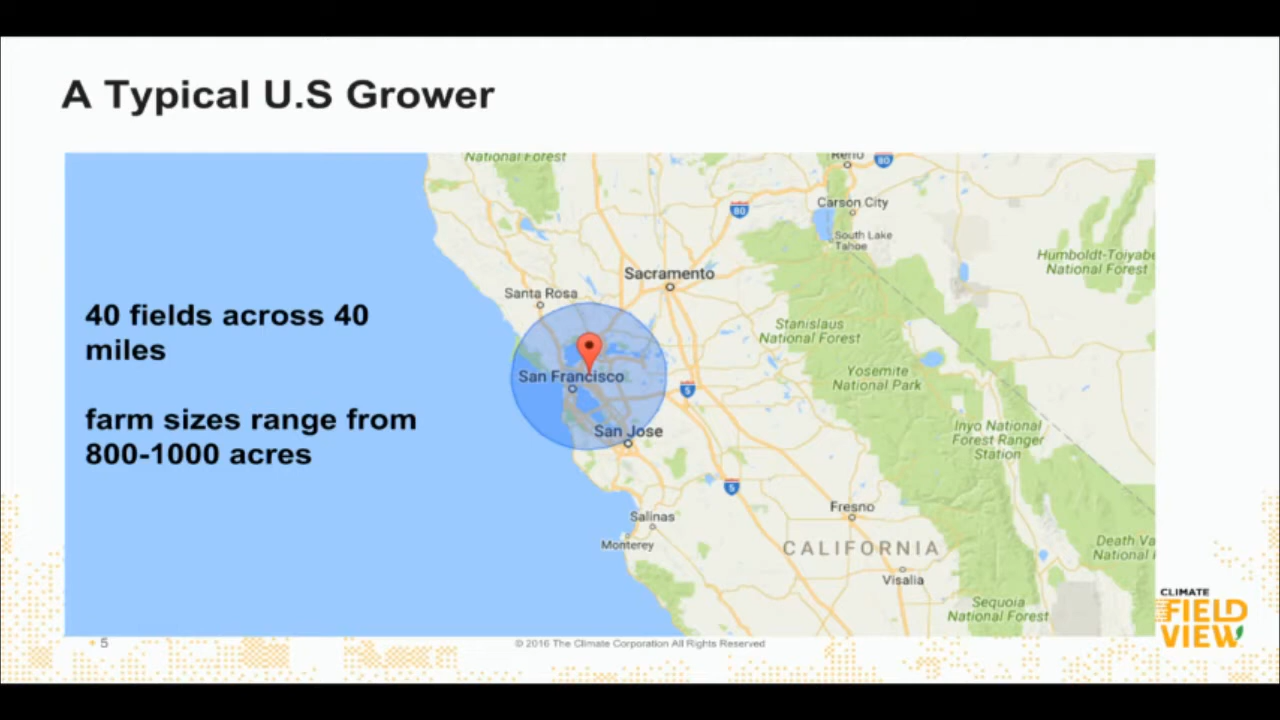 A Typical U.S Grower
National Forest
Reno
80
Carson City
80
South Lake
Tahoe
Humboldt-Toiyabe
National Forest
Sacramento
Santa Rosa
40 fields across 40
miles
Stanislaus
National Forest
San Francisco
Yosemite
National Park
5
farm sizes range from
800-1000 acres
San Jose
Inyo National
Forest Ranger
Station
5
Fresno
Salinas
Monterey
CALIFORNIA
Death Va
National
Visalia
Sequoia
National Forest
CLIMATE
FIELD
VIEW
5
© 2016 The Climate Corporation All Rights Reserved